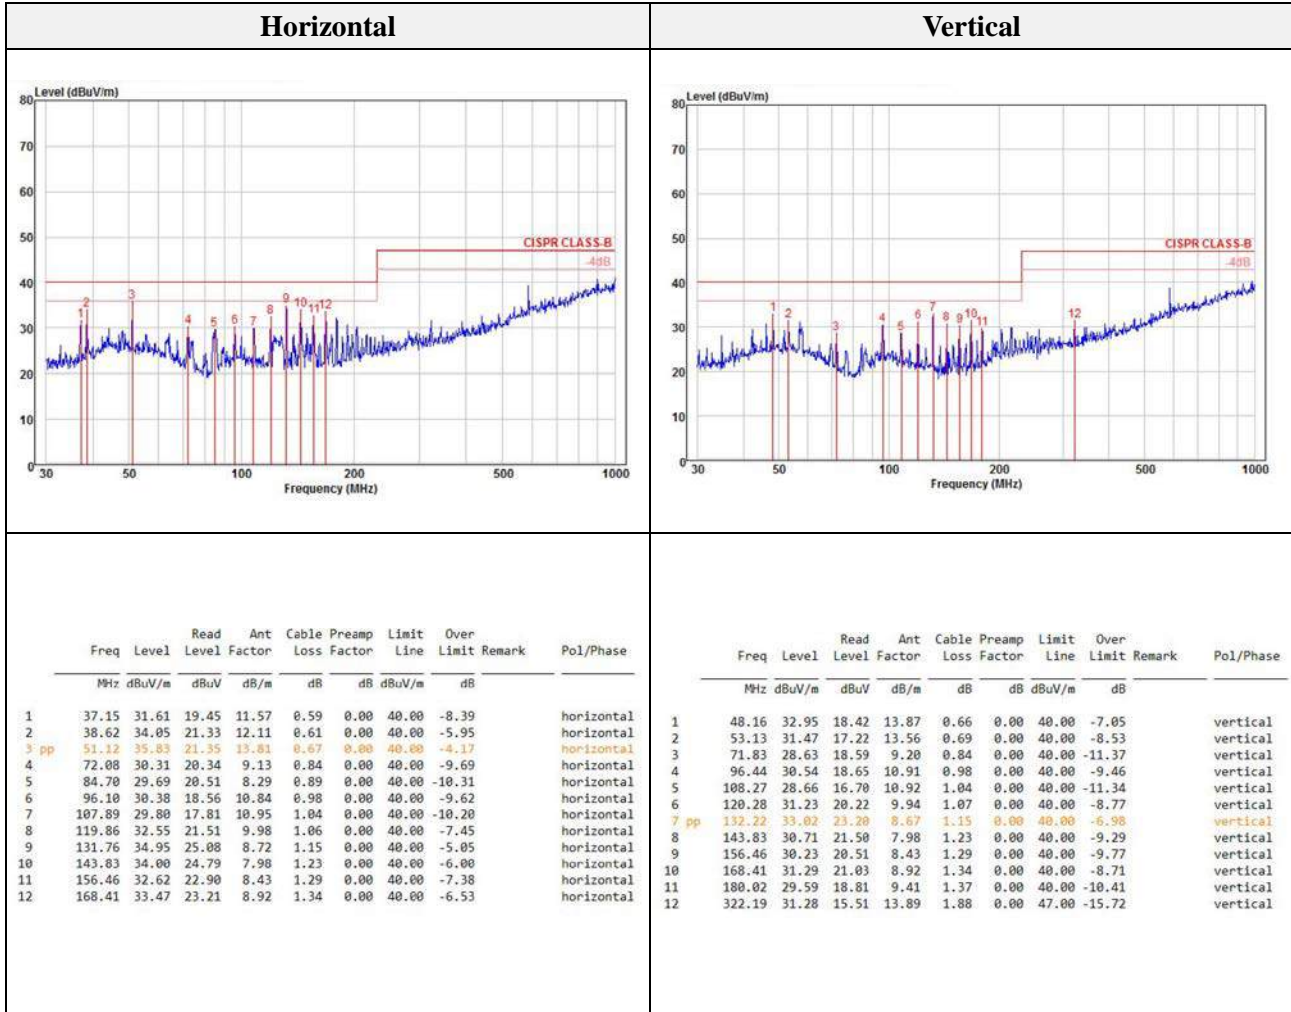 Horizontal
Vertical
Level (dBuV/m)
80
70
60
50
40
30
20
10
0
CISPR CLASS-B
-4dB
1
2
3
4
5
6
7
8
9
10
11
12
30 50 100 200 500 1000
Frequency (MHz)
Level (dBuV/m)
80
70
60
50
40
30
20
10
0
CISPR CLASS-B
-4dB
1
2
3
4
5
6
7
8
9
10
11
12
30 50 100 200 500 1000
Frequency (MHz)
Read Ant Cable Preamp Limit Over
Freq Level Level Factor Loss Factor Line Limit Remark Pol/Phase
MHz dBuV/m dBuV dB/m dB dB dBuV/m dB
1 37.15 31.61 19.45 11.57 0.59 0.00 40.00 -8.39 horizontal
2 38.62 34.05 21.33 12.11 0.61 0.00 40.00 -5.95 horizontal
3 pp 51.12 35.83 21.35 13.81 0.67 0.00 40.00 -4.17 horizontal
4 72.08 30.31 20.34 9.13 0.84 0.00 40.00 -9.69 horizontal
5 84.70 29.69 20.51 8.29 0.89 0.00 40.00 -10.31 horizontal
6 96.10 30.38 18.56 10.84 0.98 0.00 40.00 -9.62 horizontal
7 107.89 29.80 17.81 10.95 1.04 0.00 40.00 -10.20 horizontal
8 119.86 32.55 21.51 9.98 1.06 0.00 40.00 -7.45 horizontal
9 131.76 34.95 25.08 8.72 1.15 0.00 40.00 -5.05 horizontal
10 143.83 34.00 24.79 7.98 1.23 0.00 40.00 -6.00 horizontal
11 156.46 32.62 22.90 8.43 1.29 0.00 40.00 -7.38 horizontal
12 168.41 33.47 23.21 8.92 1.34 0.00 40.00 -6.53 horizontal
Read Ant Cable Preamp Limit Over
Freq Level Level Factor Loss Factor Line Limit Remark Pol/Phase
MHz dBuV/m dBuV dB/m dB dB dBuV/m dB
1 48.16 32.95 18.42 13.87 0.66 0.00 40.00 -7.05 vertical
2 53.13 31.47 17.22 13.56 0.69 0.00 40.00 -8.53 vertical
3 71.83 28.63 18.59 9.20 0.84 0.00 40.00 -11.37 vertical
4 96.44 30.54 18.65 10.91 0.98 0.00 40.00 -9.46 vertical
5 108.27 28.66 16.70 10.92 1.04 0.00 40.00 -11.34 vertical
6 120.28 31.23 20.22 9.94 1.07 0.00 40.00 -8.77 vertical
7 pp 132.22 33.02 23.20 8.67 1.15 0.00 40.00 -6.98 vertical
8 143.83 30.71 21.50 7.98 1.23 0.00 40.00 -9.29 vertical
9 156.46 30.23 20.51 8.43 1.29 0.00 40.00 -9.77 vertical
10 168.41 31.29 21.03 8.92 1.34 0.00 40.00 -8.71 vertical
11 180.02 29.59 18.81 9.41 1.37 0.00 40.00 -10.41 vertical
12 322.19 31.28 15.51 13.89 1.88 0.00 47.00 -15.72 vertical